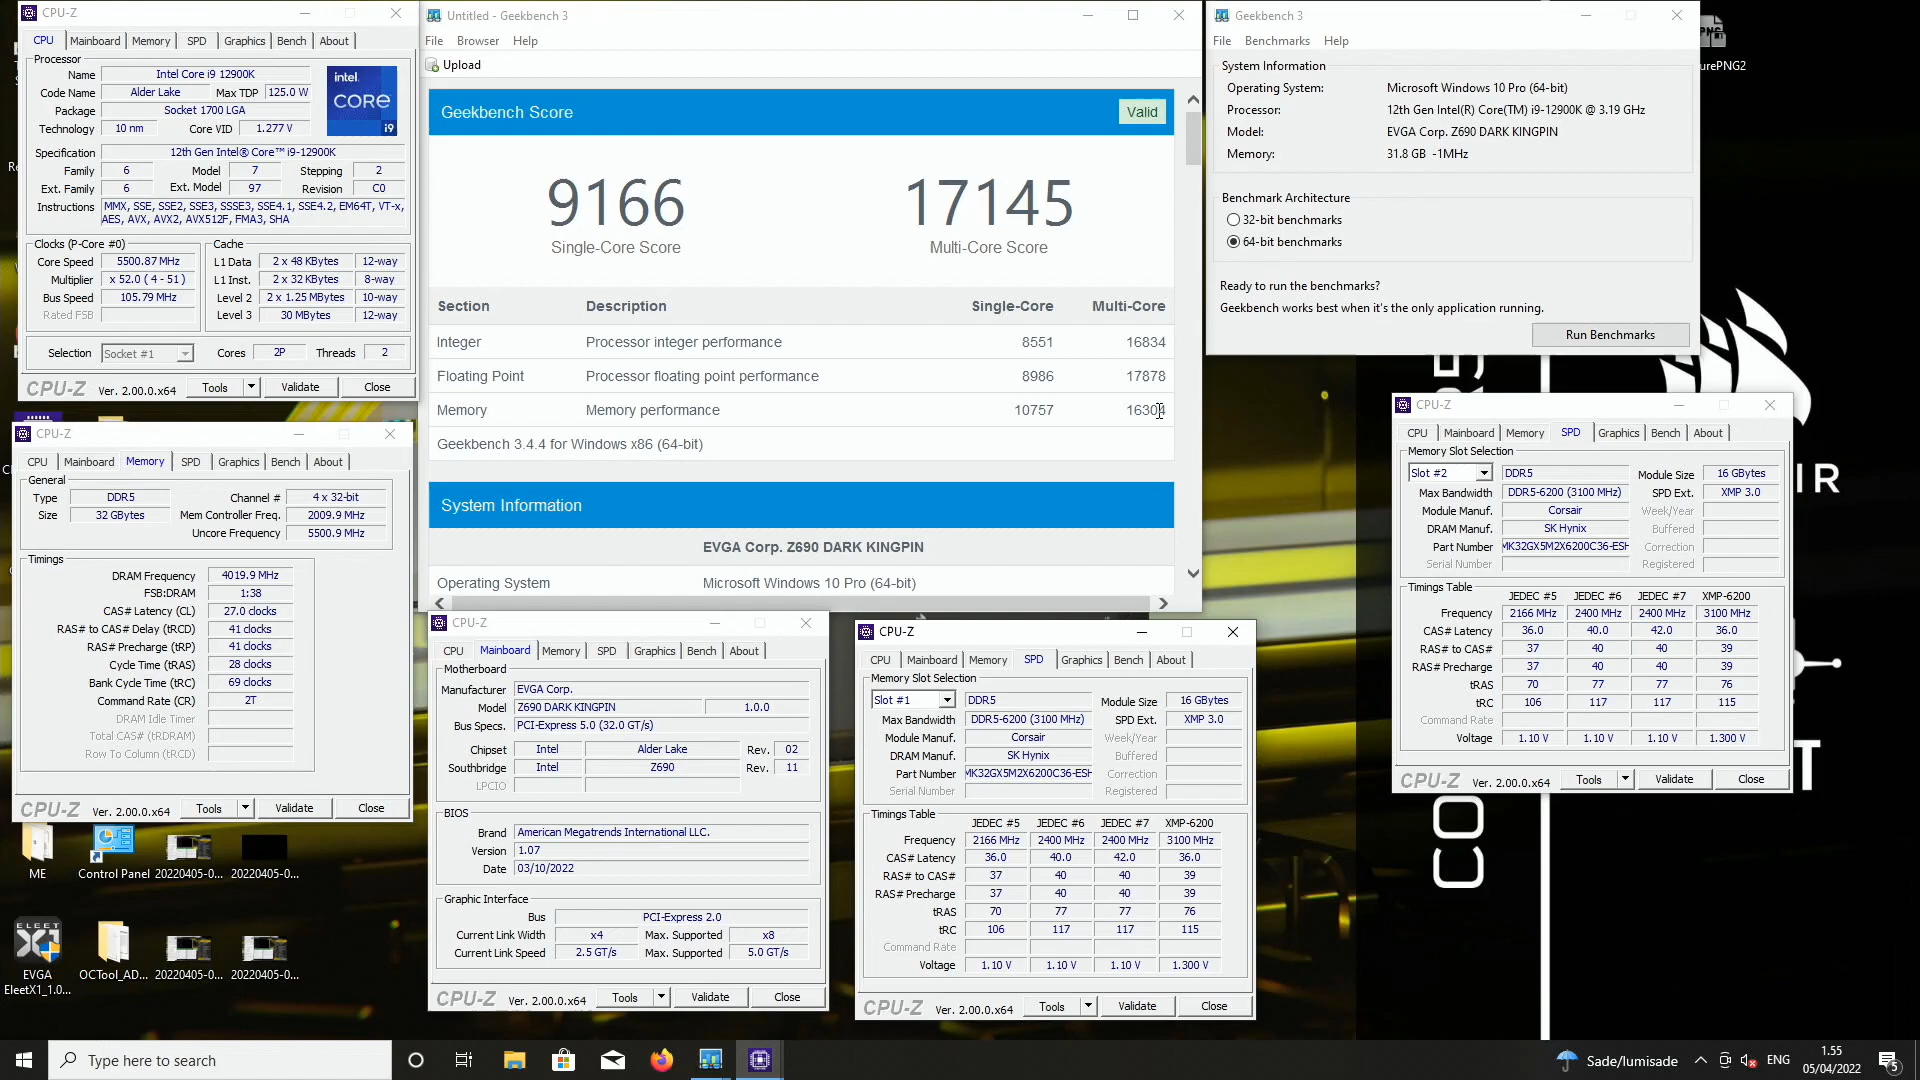 CPU-Z
CPU Mainboard Memory SPD Graphics Bench About
Processor
Name Intel Core i9 12900K
Code Name Alder Lake Max TDP 125.0 W
Package Socket 1700 LGA
Technology 10 nm Core VID 1.277 V
intel. CORE i9
Specification 12th Gen Intel® Core™ i9-12900K
Family 6 Model 7 Stepping 2
Ext. Family 6 Ext. Model 97 Revision C0
Instructions MMX, SSE, SSE2, SSE3, SSSE3, SSE4.1, SSE4.2, EM64T, VT-x,
AES, AVX, AVX2, AVX512F, FMA3, SHA
Clocks (P-Core #0) Cache
Core Speed 5500.87 MHz L1 Data 2 x 48 KBytes 12-way
Multiplier x 52.0 ( 4 - 51 ) L1 Inst. 2 x 32 KBytes 8-way
Bus Speed 105.79 MHz Level 2 2 x 1.25 MBytes 10-way
Rated FSB Level 3 30 MBytes 12-way
Selection Socket #1 Cores 2P Threads 2
CPU-Z Ver. 2.00.0.x64 Tools Validate Close
Untitled - Geekbench 3
File Browser Help
Upload
Geekbench Score Valid
9166 17145
Single-Core Score Multi-Core Score
Section Description Single-Core Multi-Core
Integer Processor integer performance 8551 16834
Floating Point Processor floating point performance 8986 17878
Memory Memory performance 10757 16304
Geekbench 3.4.4 for Windows x86 (64-bit)
System Information
EVGA Corp. Z690 DARK KINGPIN
Operating System Microsoft Windows 10 Pro (64-bit)
Geekbench 3
File Benchmarks Help
System Information
Operating System: Microsoft Windows 10 Pro (64-bit)
Processor: 12th Gen Intel(R) Core(TM) i9-12900K @ 3.19 GHz
Model: EVGA Corp. Z690 DARK KINGPIN
Memory: 31.8 GB -1MHz
Benchmark Architecture
32-bit benchmarks
64-bit benchmarks
Ready to run the benchmarks?
Geekbench works best when it's the only application running.
Run Benchmarks
urePNG2
CPU-Z
CPU Mainboard Memory SPD Graphics Bench About
General
Type DDR5 Channel # 4 x 32-bit
Size 32 GBytes Mem Controller Freq. 2009.9 MHz
Uncore Frequency 5500.9 MHz
Timings
DRAM Frequency 4019.9 MHz
FSB:DRAM 1:38
CAS# Latency (CL) 27.0 clocks
RAS# to CAS# Delay (tRCD) 41 clocks
RAS# Precharge (tRP) 41 clocks
Cycle Time (tRAS) 28 clocks
Bank Cycle Time (tRC) 69 clocks
Command Rate (CR) 2T
DRAM Idle Timer
Total CAS# (tRDRAM)
Row To Column (tRCD)
CPU-Z Ver. 2.00.0.x64 Tools Validate Close
CPU-Z
CPU Mainboard Memory SPD Graphics Bench About
Motherboard
Manufacturer EVGA Corp.
Model Z690 DARK KINGPIN 1.0.0
Bus Specs. PCI-Express 5.0 (32.0 GT/s)
Chipset Intel Alder Lake Rev. 02
Southbridge Intel Z690 Rev. 11
LPCIO
BIOS
Brand American Megatrends International LLC.
Version 1.07
Date 03/10/2022
Graphic Interface
Bus PCI-Express 2.0
Current Link Width x4 Max. Supported x8
Current Link Speed 2.5 GT/s Max. Supported 5.0 GT/s
CPU-Z Ver. 2.00.0.x64 Tools Validate Close
CPU-Z
CPU Mainboard Memory SPD Graphics Bench About
Memory Slot Selection
Slot #1 DDR5 Module Size 16 GBytes
Max Bandwidth DDR5-6200 (3100 MHz) SPD Ext. XMP 3.0
Module Manuf. Corsair Week/Year
DRAM Manuf. SK Hynix Buffered
Part Number MK32GX5M2X6200C36-ESH Correction
Serial Number Registered
Timings Table
JEDEC #5 JEDEC #6 JEDEC #7 XMP-6200
Frequency 2166 MHz 2400 MHz 2400 MHz 3100 MHz
CAS# Latency 36.0 40.0 42.0 36.0
RAS# to CAS# 37 40 40 39
RAS# Precharge 37 40 40 39
tRAS 70 77 77 76
tRC 106 117 117 115
Command Rate
Voltage 1.10 V 1.10 V 1.10 V 1.300 V
CPU-Z Ver. 2.00.0.x64 Tools Validate Close
CPU-Z
CPU Mainboard Memory SPD Graphics Bench About
Memory Slot Selection
Slot #2 DDR5 Module Size 16 GBytes
Max Bandwidth DDR5-6200 (3100 MHz) SPD Ext. XMP 3.0
Module Manuf. Corsair Week/Year
DRAM Manuf. SK Hynix Buffered
Part Number MK32GX5M2X6200C36-ESH Correction
Serial Number Registered
Timings Table
JEDEC #5 JEDEC #6 JEDEC #7 XMP-6200
Frequency 2166 MHz 2400 MHz 2400 MHz 3100 MHz
CAS# Latency 36.0 40.0 42.0 36.0
RAS# to CAS# 37 40 40 39
RAS# Precharge 37 40 40 39
tRAS 70 77 77 76
tRC 106 117 117 115
Command Rate
Voltage 1.10 V 1.10 V 1.10 V 1.300 V
CPU-Z Ver. 2.00.0.x64 Tools Validate Close
ME Control Panel 20220405-0... 20220405-0...
ELEET X1
EVGA EleetX1_1.0... OCTool_AD... 20220405-0... 20220405-0...
Type here to search
Sade/lumisade ENG 1.55
05/04/2022
5